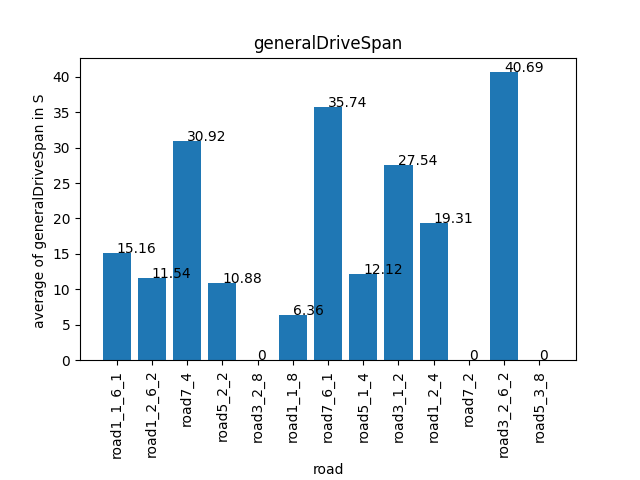 generalDriveSpan
average of generalDriveSpan in S
40
35
30
25
20
15
10
5
0
15.16
11.54
30.92
10.88
0
6.36
35.74
12.12
27.54
19.31
0
40.69
0
road1_1_6_1
road1_2_6_2
road7_4
road5_2_2
road3_2_8
road1_1_8
road7_6_1
road5_1_4
road3_1_2
road1_2_4
road7_2
road3_2_6_2
road5_3_8
road